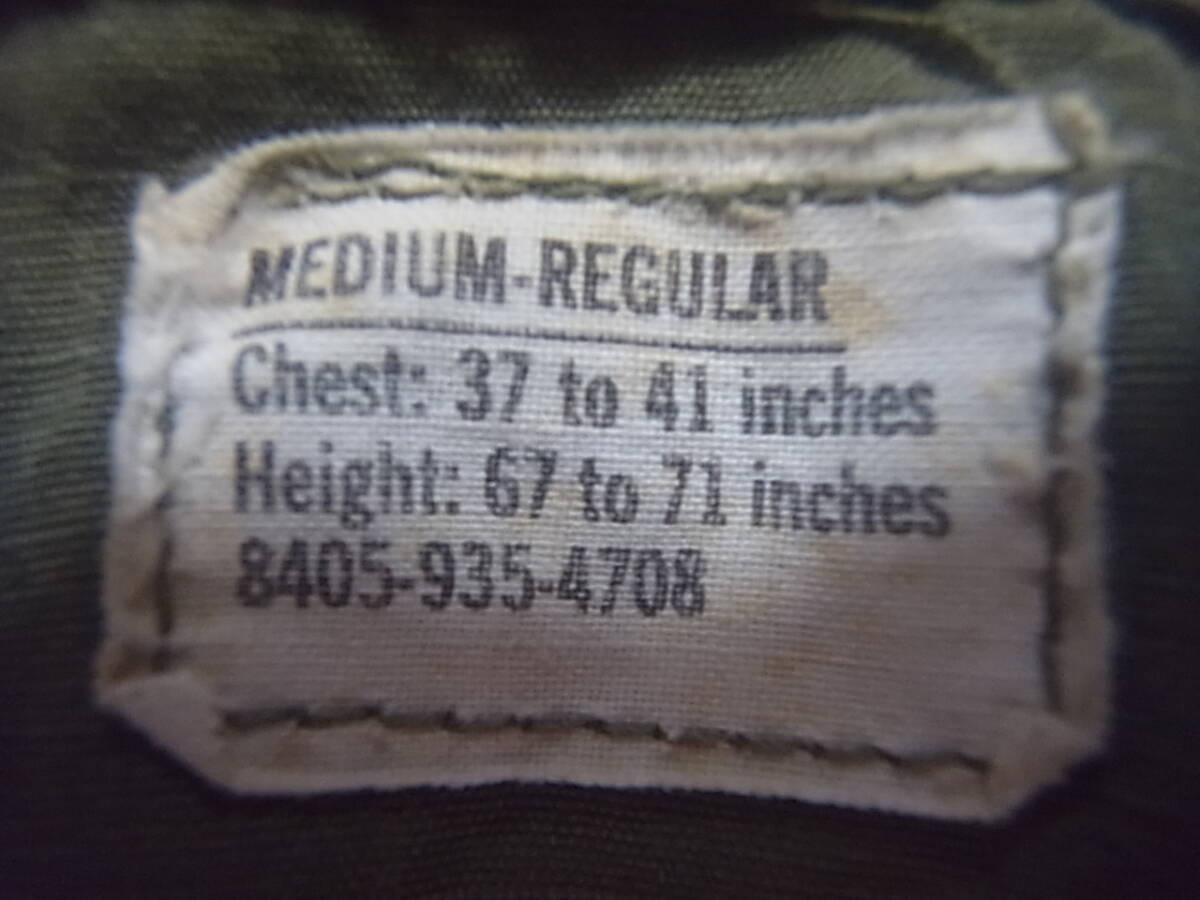 MEDIUM-REGULAR
Chest: 37 to 41 inches
Height: 67 to 71 inches
8405-935-4708